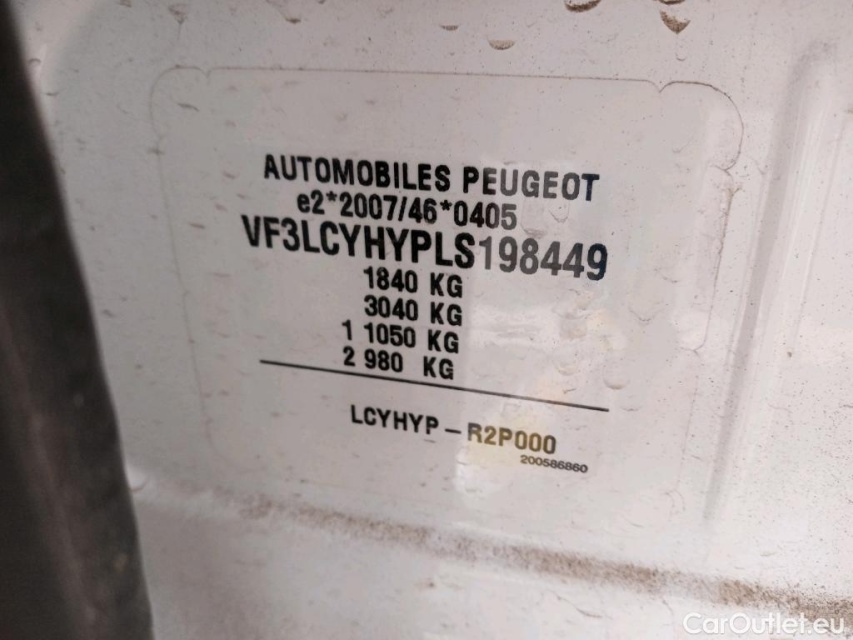 AUTOMOBILES PEUGEOT
e2*2007/46*0405
VF3LCYHYPLS198449
1840 KG
3040 KG
1 1050 KG
2 980 KG
LCYHYP-R2P000
200586860
CarOutlet.eu